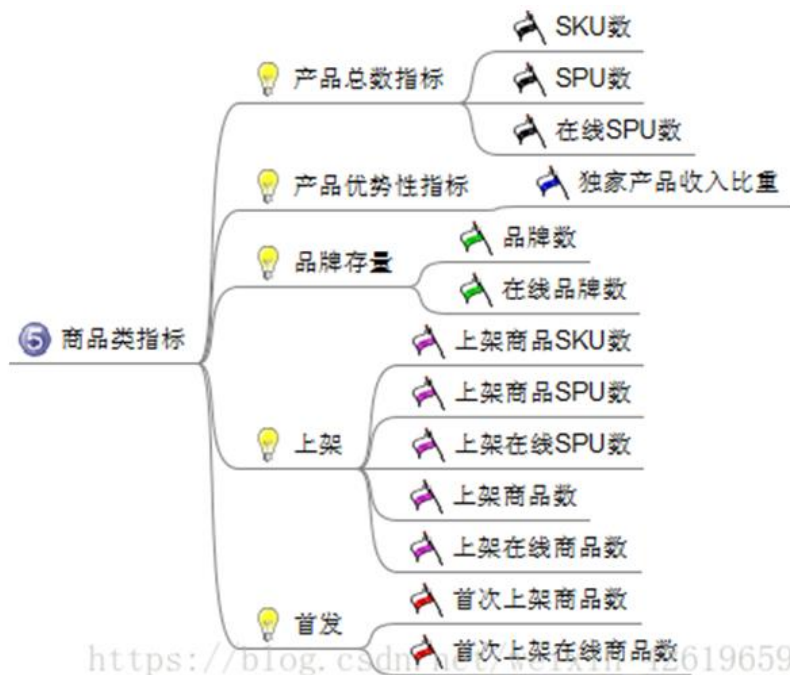 SKU数
产品总数指标
SPU数
在线SPU数
产品优势性指标
独家产品收入比重
品牌存量
品牌数
在线品牌数
5 商品类指标
上架
上架商品SKU数
上架商品SPU数
上架在线SPU数
上架商品数
上架在线商品数
首发
首次上架商品数
首次上架在线商品数
https://blog.csdn.net/weixin_42619659